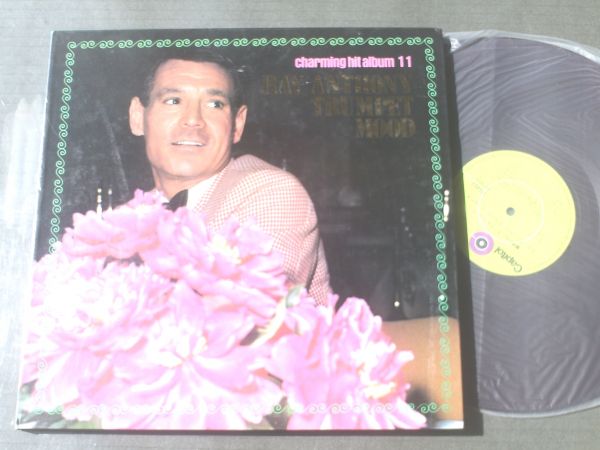 charming hit album 11
RAY ANTHONY
TRUMPET
MOOD
Capitol